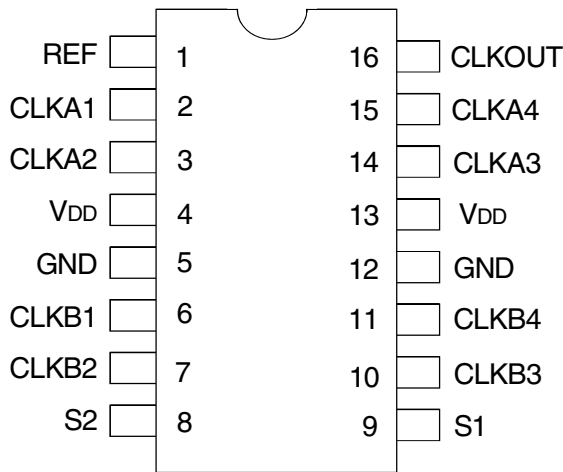 REF 1 16 CLKOUT
CLKA1 2 15 CLKA4
CLKA2 3 14 CLKA3
VDD 4 13 VDD
GND 5 12 GND
CLKB1 6 11 CLKB4
CLKB2 7 10 CLKB3
S2 8 9 S1